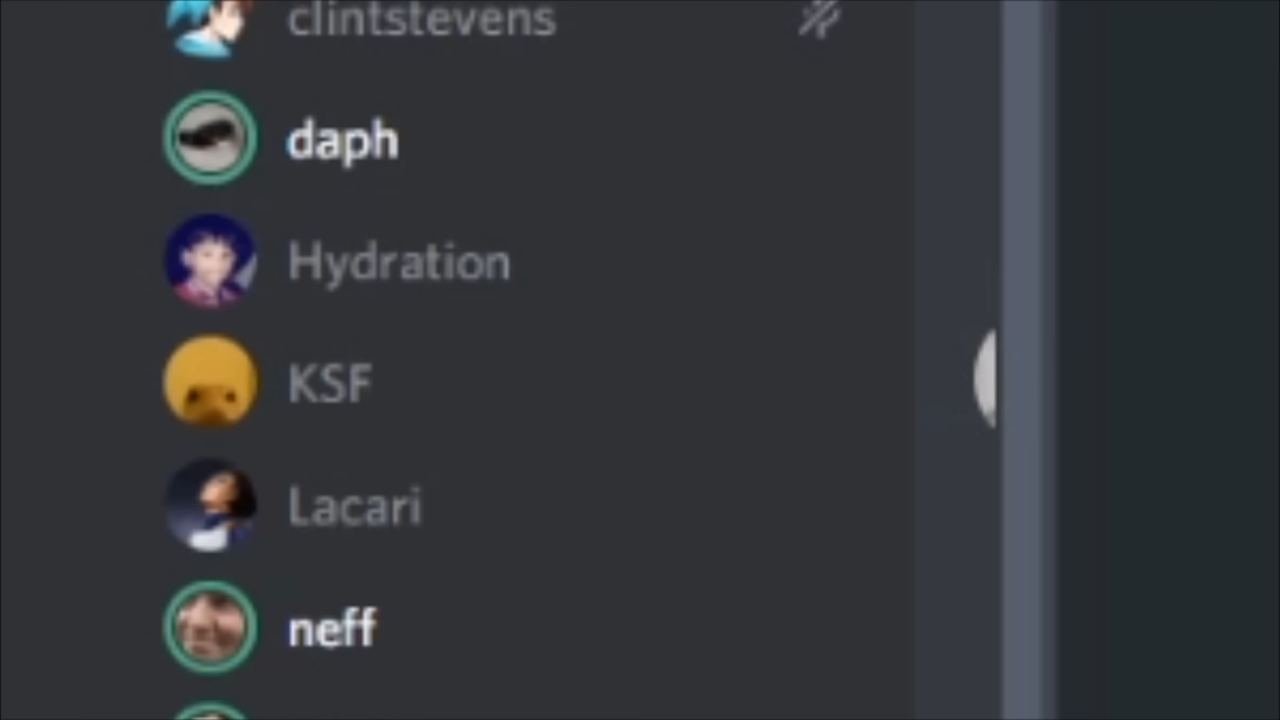 clintstevens
daph
Hydration
KSF
Lacari
neff